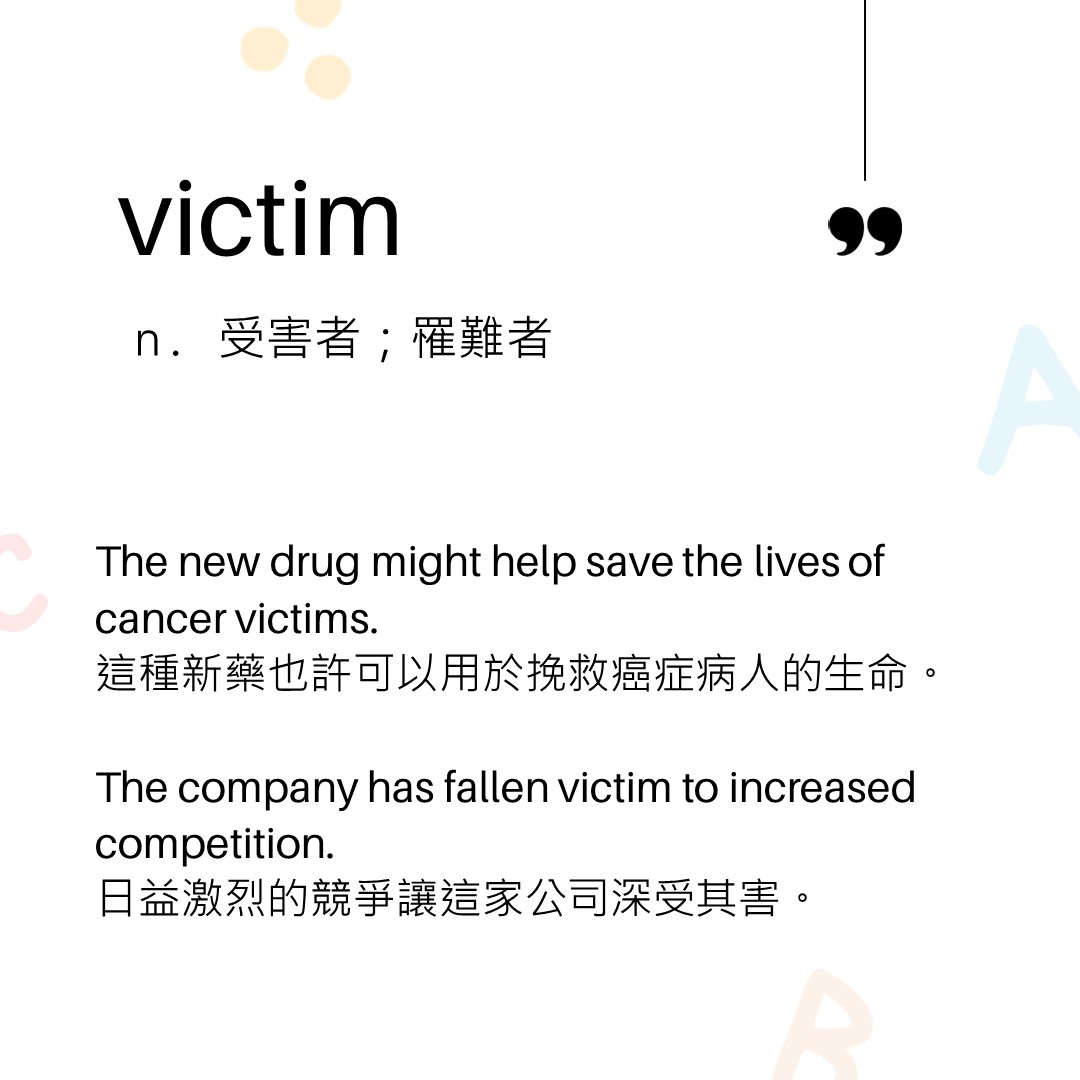 victim
”
n. 受害者；罹難者
A
C
The new drug might help save the lives of
cancer victims.
這種新藥也許可以用於挽救癌症病人的生命。
The company has fallen victim to increased
competition.
日益激烈的競爭讓這家公司深受其害。
B